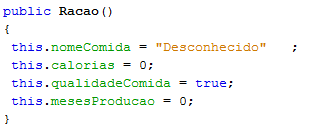 public Racao()
{
this.nomeComida = "Desconhecido"   ;
this.calorias = 0;
this.qualidadeComida = true;
this.mesesProducao = 0;
}